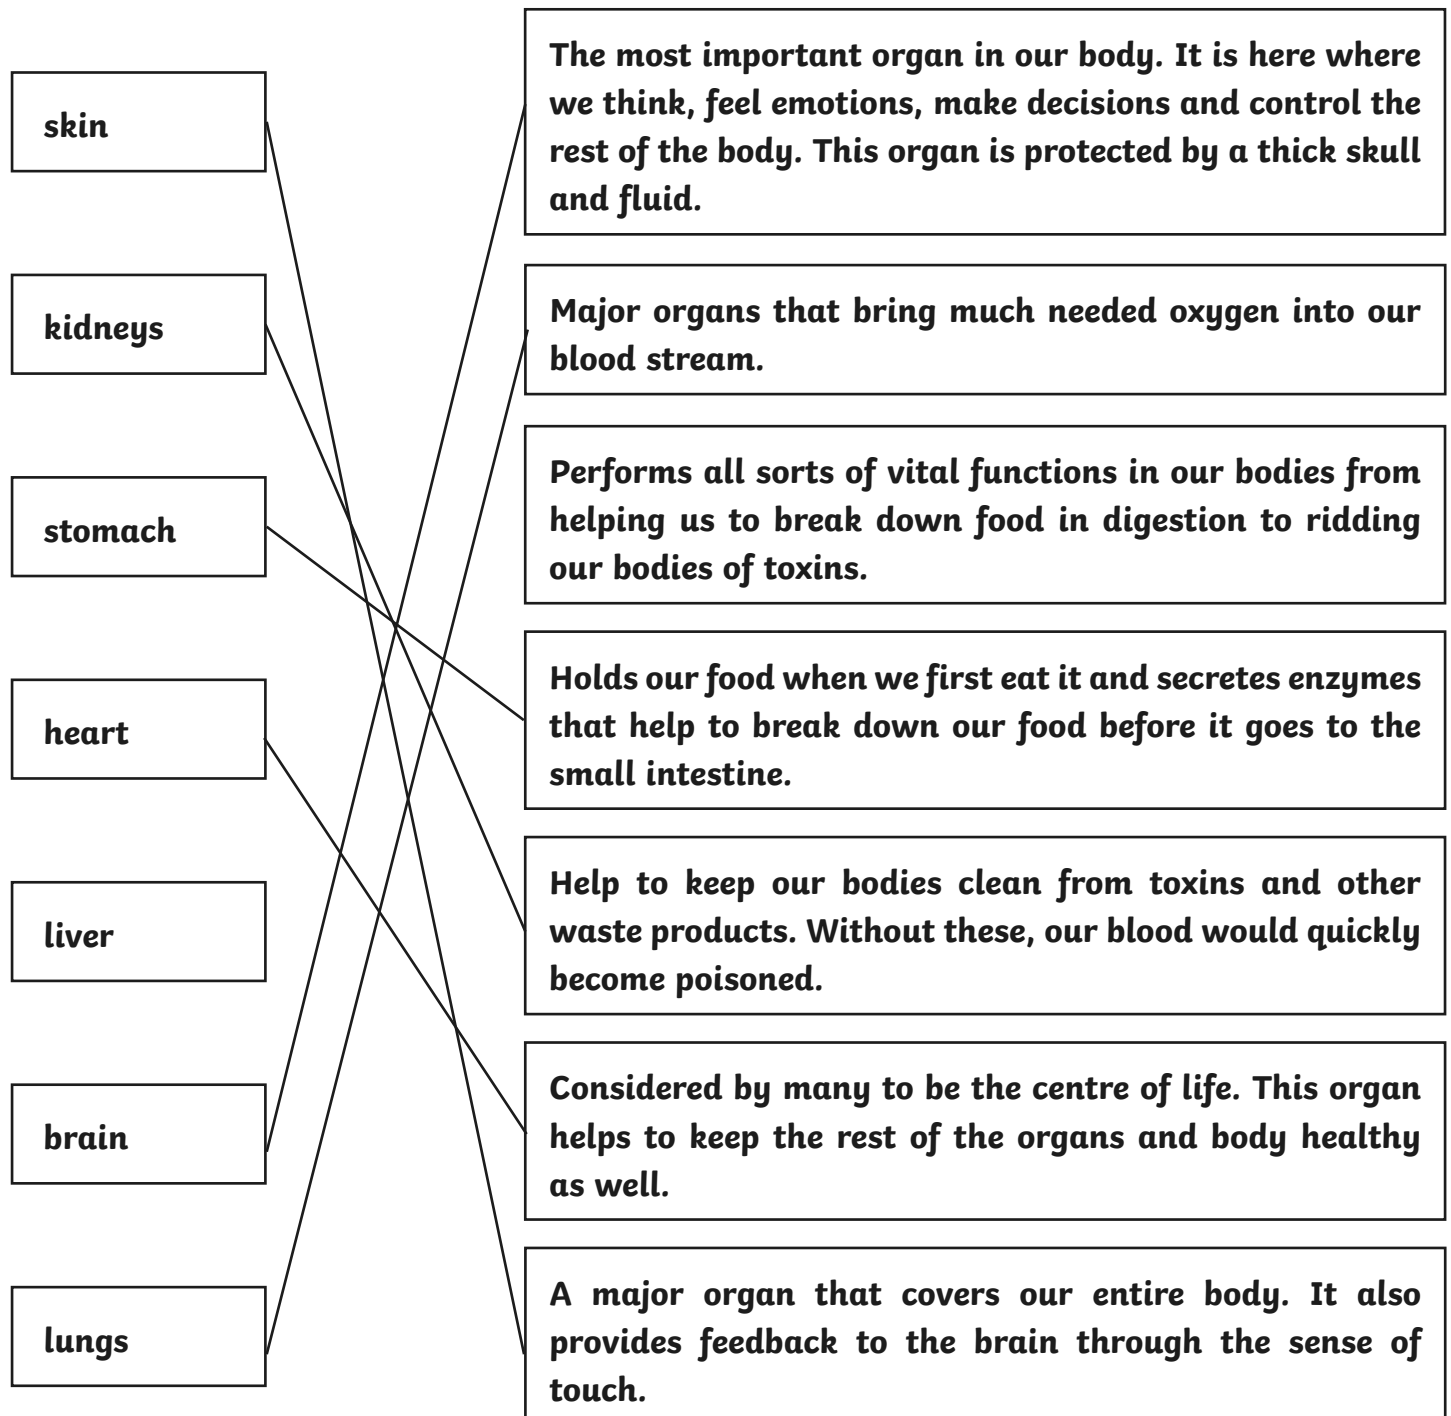 skin
kidneys
stomach
heart
liver
brain
lungs
The most important organ in our body. It is here where
we think, feel emotions, make decisions and control the
rest of the body. This organ is protected by a thick skull
and fluid.
Major organs that bring much needed oxygen into our
blood stream.
Performs all sorts of vital functions in our bodies from
helping us to break down food in digestion to ridding
our bodies of toxins.
Holds our food when we first eat it and secretes enzymes
that help to break down our food before it goes to the
small intestine.
Help to keep our bodies clean from toxins and other
waste products. Without these, our blood would quickly
become poisoned.
Considered by many to be the centre of life. This organ
helps to keep the rest of the organs and body healthy
as well.
A major organ that covers our entire body. It also
provides feedback to the brain through the sense of
touch.